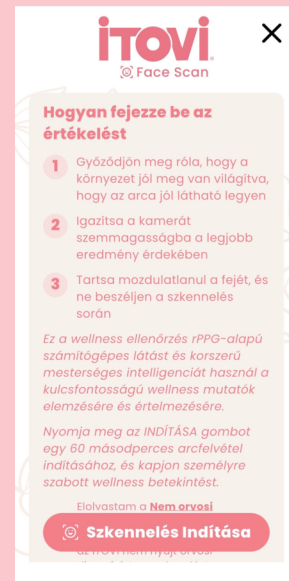 iTOVi
Face Scan
Hogyan fejezze be az
értékelést
1 Győződjön meg róla, hogy a
környezet jól meg van világítva,
hogy az arca jól látható legyen
2 Igazítsa a kamerát
szemmagasságba a legjobb
eredmény érdekében
3 Tartsa mozdulatlanul a fejét, és
ne beszéljen a szkennelés
során
Ez a wellness ellenőrzés rPPG-alapú
számítógépes látást és korszerű
mesterséges intelligenciát használ a
kulcsfontosságú wellness mutatók
elemzésére és értelmezésére.
Nyomja meg az INDÍTÁSA gombot
egy 60 másodperces arcfelvétel
indításához, és kapjon személyre
szabott wellness betekintést.
Elolvastam a Nem orvosi
Szkennelés Indítása